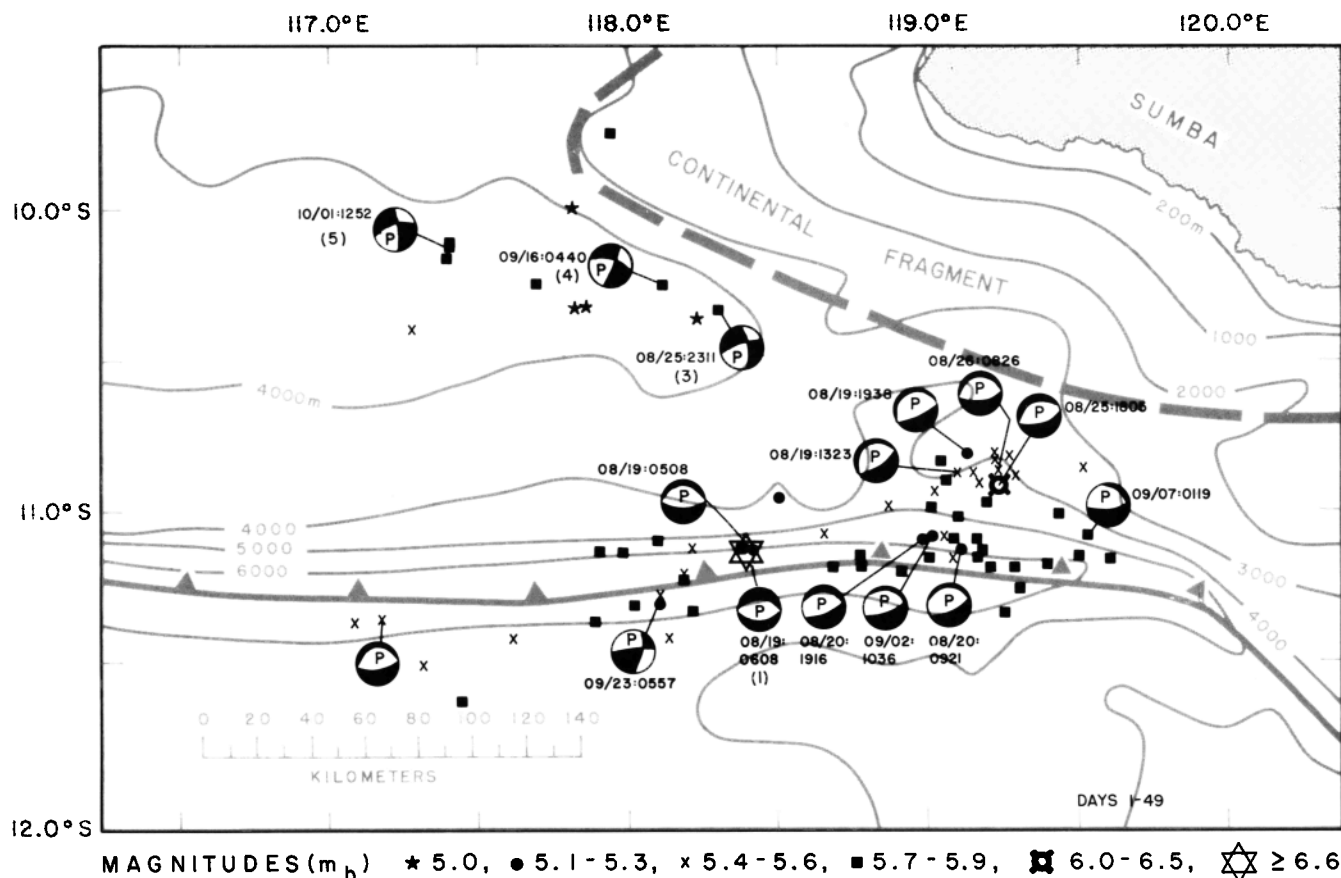 117.0°E 118.0°E 119.0°E 120.0°E
SUMBA
CONTINENTAL
FRAGMENT
200m
10.0°S
10/01:1252
(5)
P
09/16:0440
(4)
P
1000
08/25:2311
(3)
P
08/26:0826
P
2000
4000m
08/19:1938
P
P
08/25:1806
08/19:1323
P
08/19:0508
P
09/07:0119
P
11.0°S
4000
5000
6000
3000
4000
P
P
09/23:0557
P
08/19:
0608
(1)
P
08/20:
1916
P
09/02:
1036
P
08/20:
0921
0 20 40 60 80 100 120 140
KILOMETERS
DAYS 1-49
12.0°S
MAGNITUDES (m b) ★ 5.0, ● 5.1-5.3, x 5.4-5.6, ■ 5.7-5.9, 6.0-6.5, ≥ 6.6